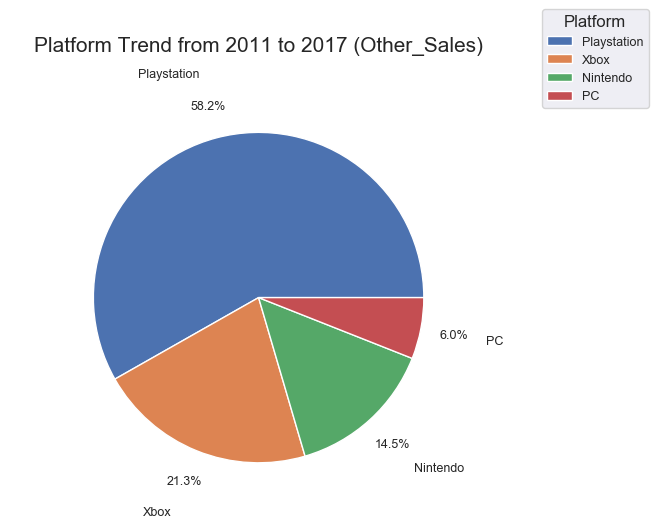 Platform Trend from 2011 to 2017 (Other_Sales)
Platform
Playstation
Xbox
Nintendo
PC
Playstation
58.2%
6.0%
PC
14.5%
Nintendo
21.3%
Xbox